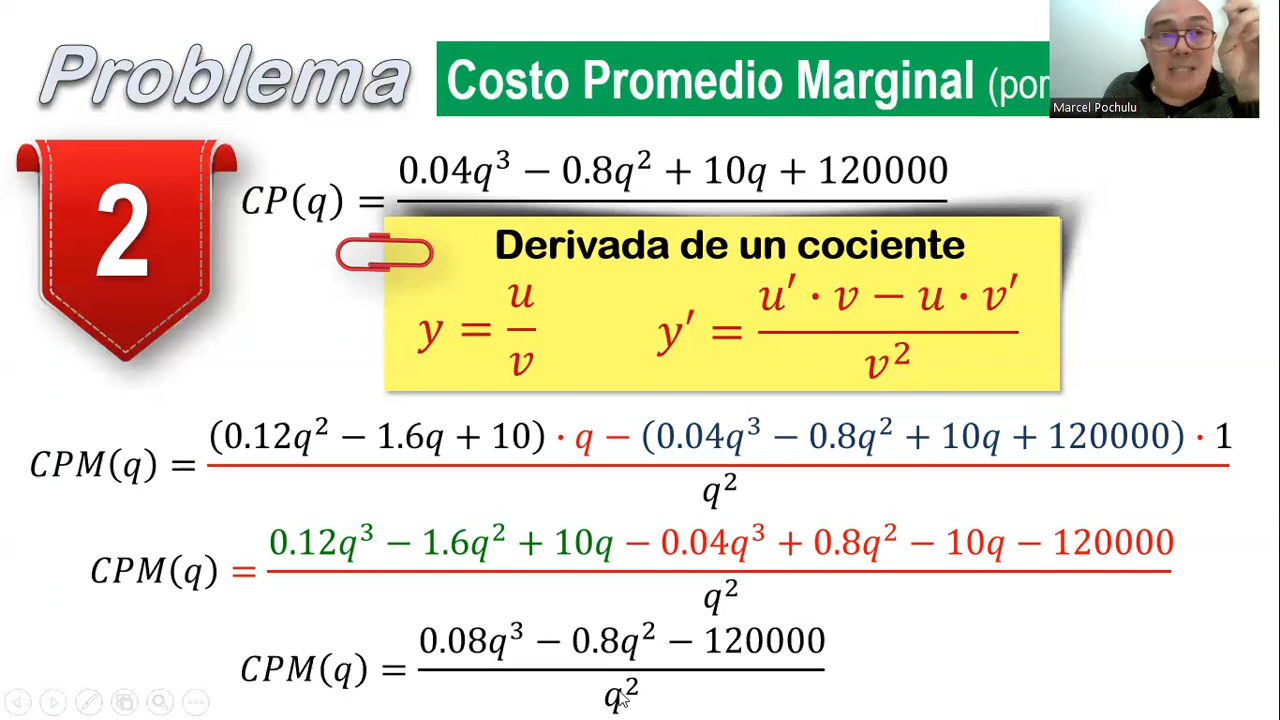 Problema
Costo Promedio Marginal (por
Marcel Pochulu
2
CP(q) = 0.04q³ − 0.8q² + 10q + 120000
Derivada de un cociente
y = u/v y′ = (u′ · v − u · v′)/v²
CPM(q) = ((0.12q² − 1.6q + 10) · q − (0.04q³ − 0.8q² + 10q + 120000) · 1)/q²
CPM(q) = (0.12q³ − 1.6q² + 10q − 0.04q³ + 0.8q² − 10q − 120000)/q²
CPM(q) = (0.08q³ − 0.8q² − 120000)/q²